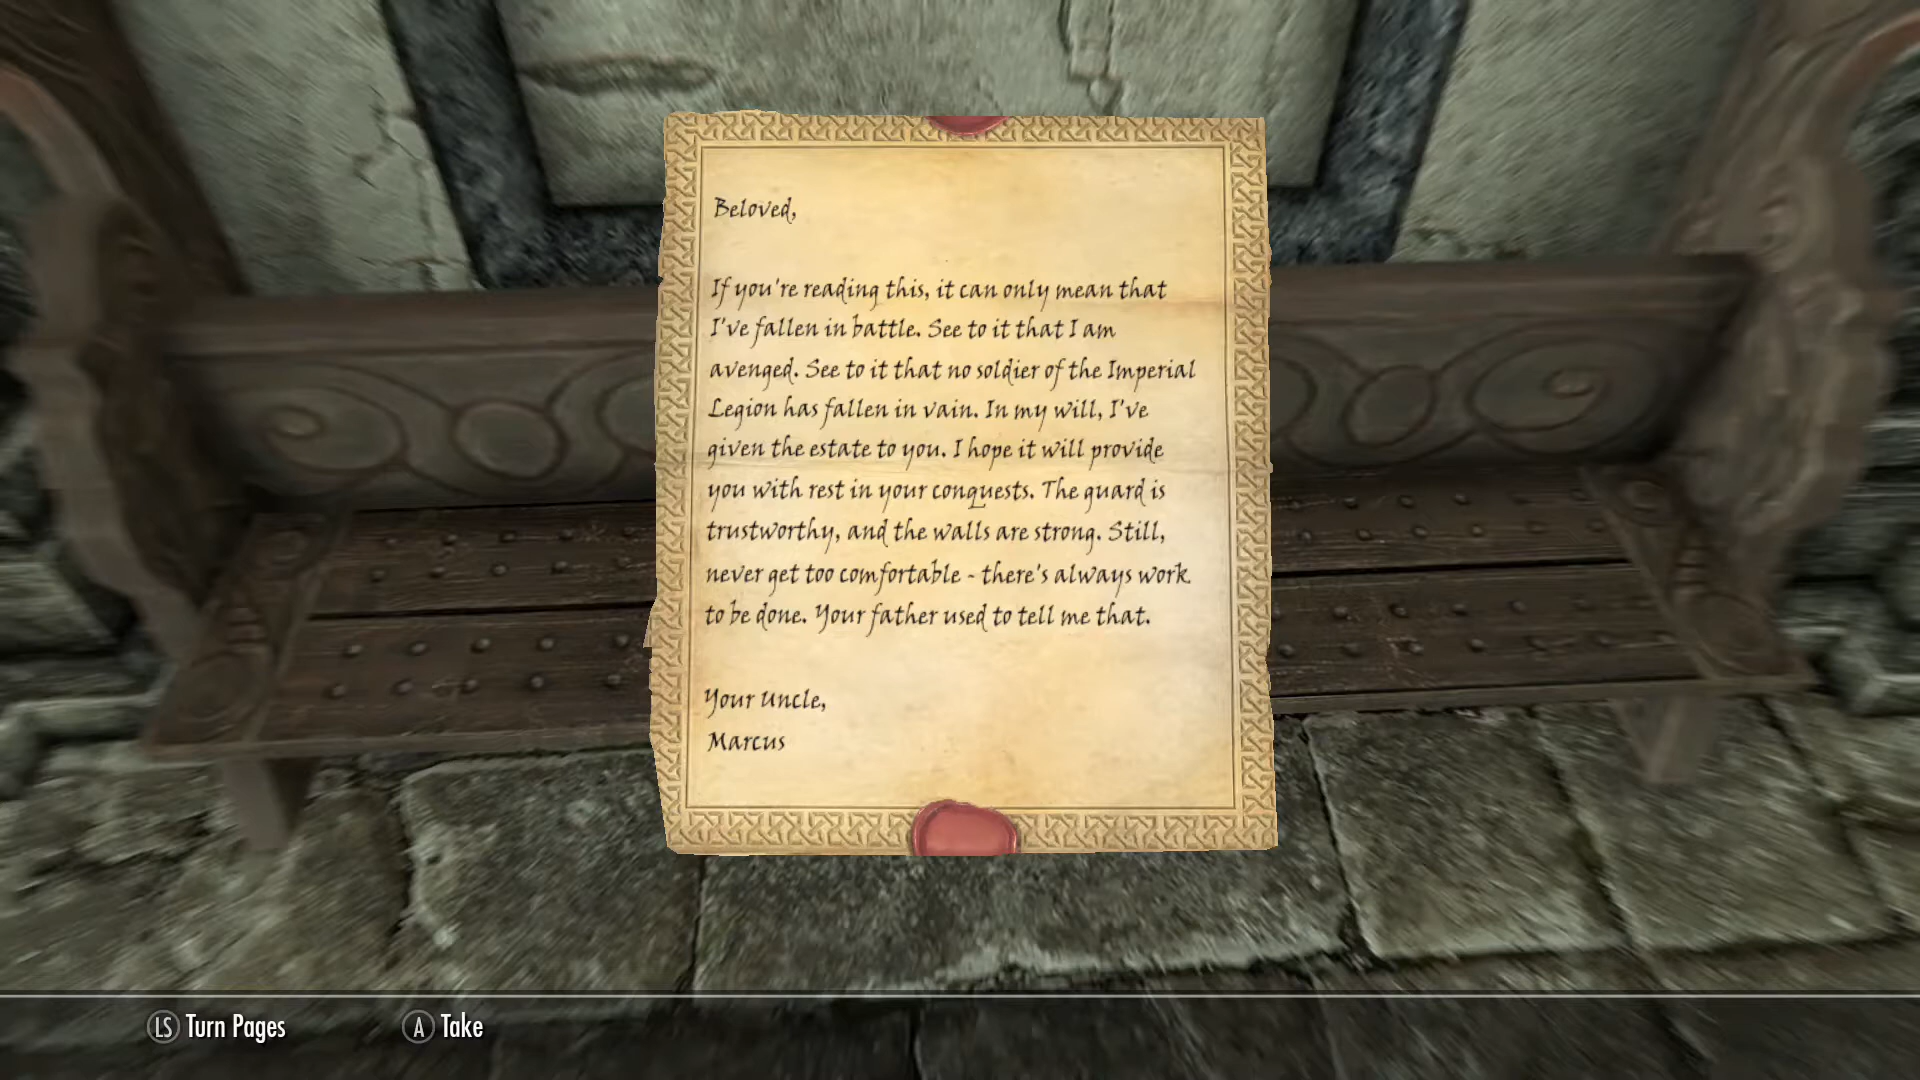 Beloved,
If you're reading this, it can only mean that
I've fallen in battle. See to it that I am
avenged. See to it that no soldier of the Imperial
Legion has fallen in vain. In my will, I've
given the estate to you. I hope it will provide
you with rest in your conquests. The guard is
trustworthy, and the walls are strong. Still,
never get too comfortable - there's always work
to be done. Your father used to tell me that.
Your Uncle,
Marcus
LS Turn Pages
A Take